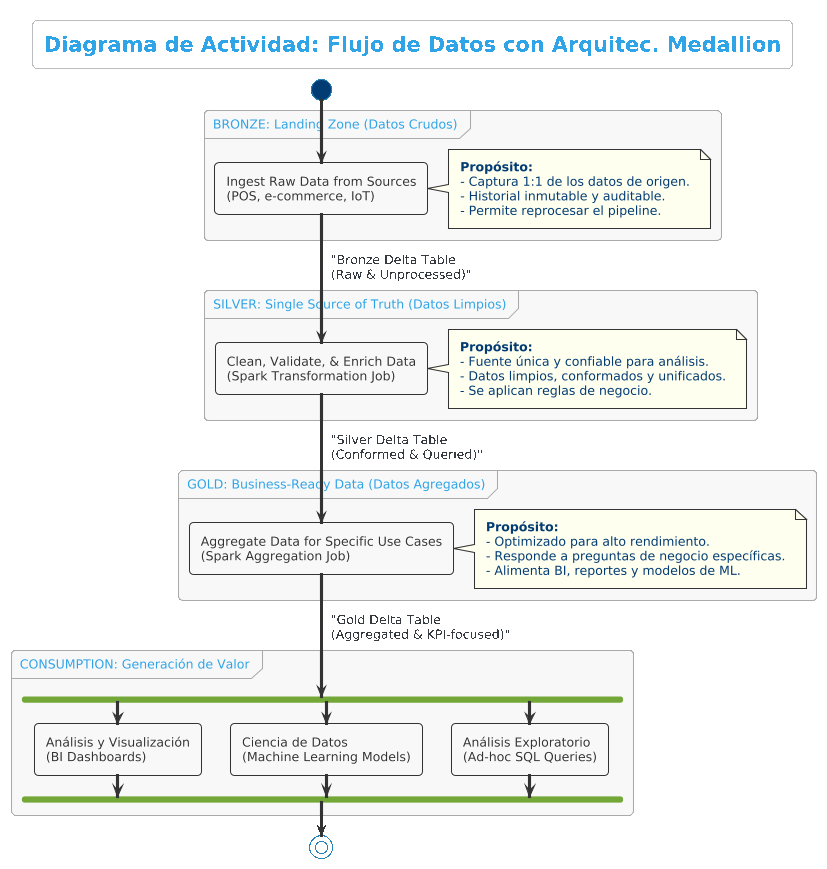 Diagrama de Actividad: Flujo de Datos con Arquitec. Medallion
BRONZE: Landing Zone (Datos Crudos)
Ingest Raw Data from Sources
(POS, e-commerce, IoT)
Propósito:
- Captura 1:1 de los datos de origen.
- Historial inmutable y auditable.
- Permite reprocesar el pipeline.
"Bronze Delta Table
(Raw & Unprocessed)"
SILVER: Single Source of Truth (Datos Limpios)
Clean, Validate, & Enrich Data
(Spark Transformation Job)
Propósito:
- Fuente única y confiable para análisis.
- Datos limpios, conformados y unificados.
- Se aplican reglas de negocio.
"Silver Delta Table
(Conformed & Queried)"
GOLD: Business-Ready Data (Datos Agregados)
Aggregate Data for Specific Use Cases
(Spark Aggregation Job)
Propósito:
- Optimizado para alto rendimiento.
- Responde a preguntas de negocio específicas.
- Alimenta BI, reportes y modelos de ML.
"Gold Delta Table
(Aggregated & KPI-focused)"
CONSUMPTION: Generación de Valor
Análisis y Visualización
(BI Dashboards)
Ciencia de Datos
(Machine Learning Models)
Análisis Exploratorio
(Ad-hoc SQL Queries)